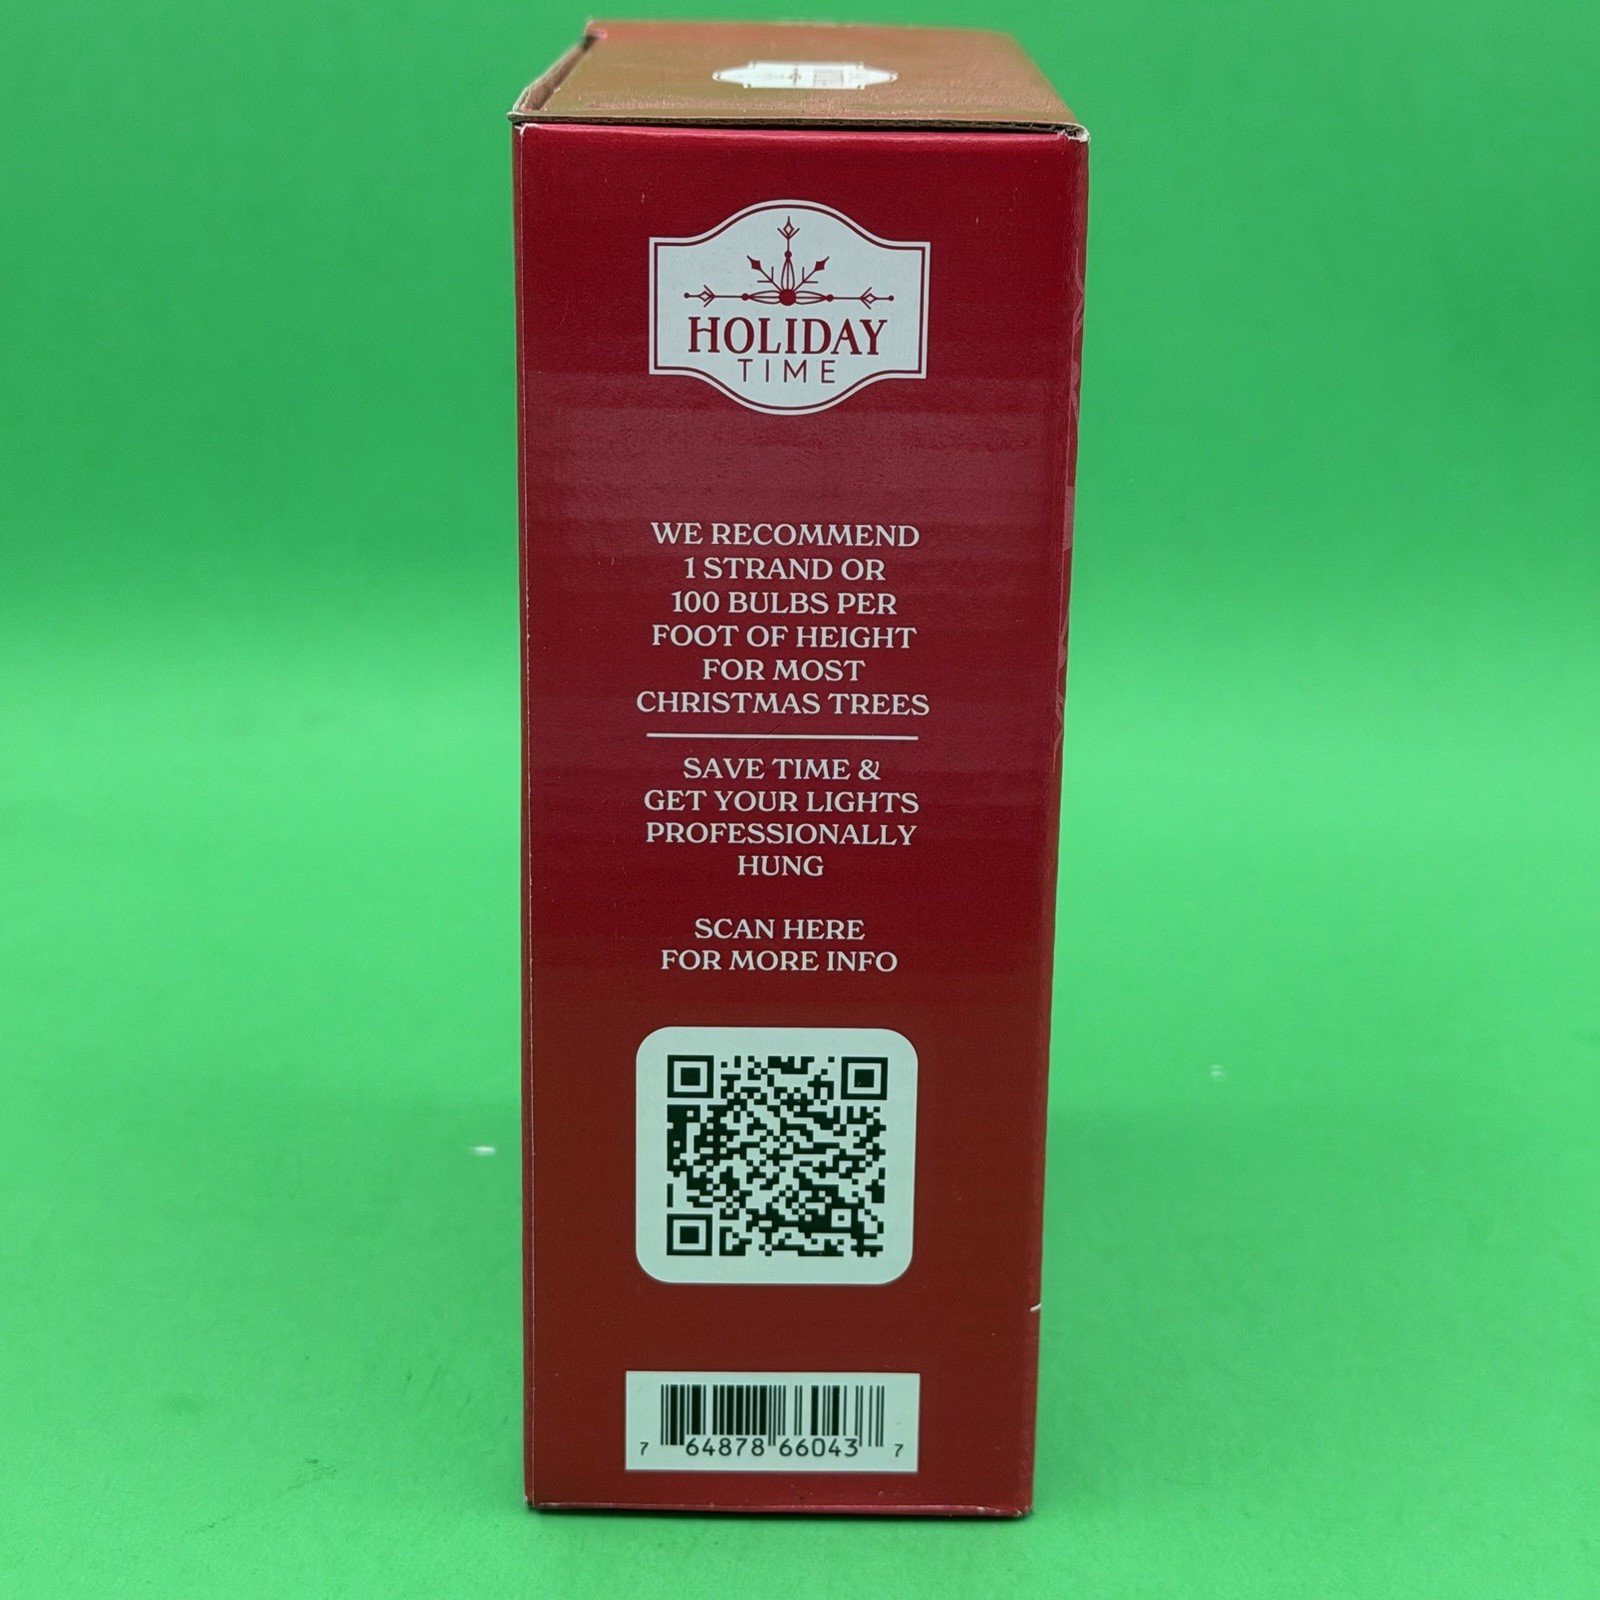 HOLIDAY
TIME
WE RECOMMEND
1 STRAND OR
100 BULBS PER
FOOT OF HEIGHT
FOR MOST
CHRISTMAS TREES
SAVE TIME &
GET YOUR LIGHTS
PROFESSIONALLY
HUNG
SCAN HERE
FOR MORE INFO
7 64878 66043 7